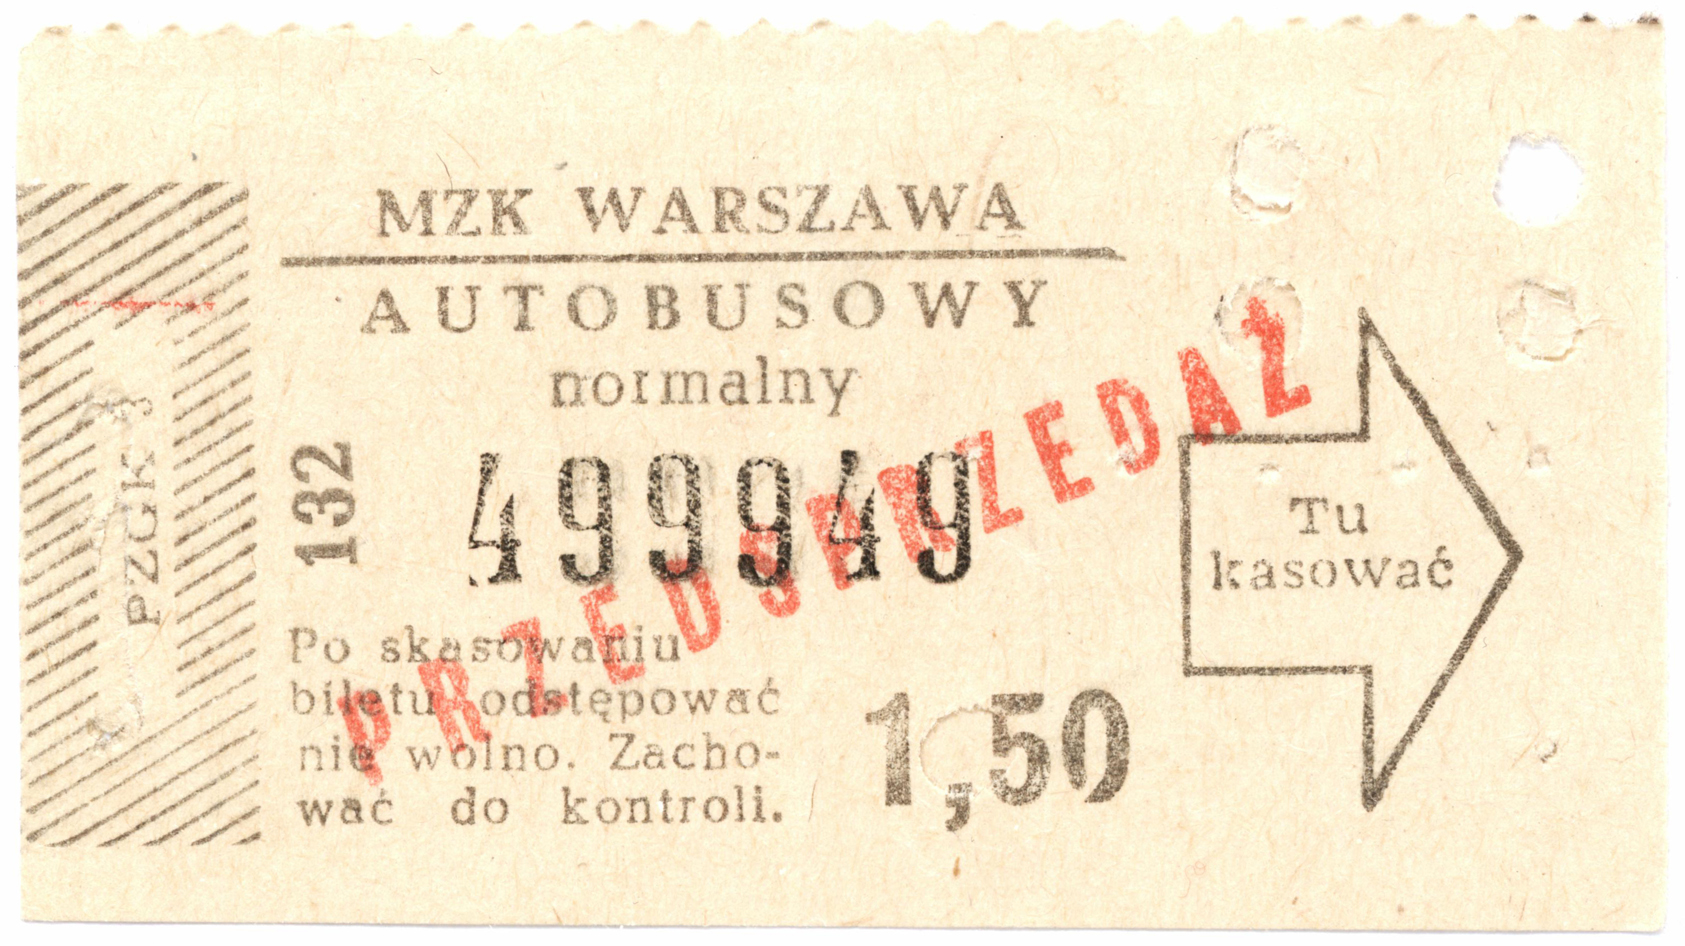 MZK WARSZAWA
AUTOBUSOWY
normalny
132
499949
PRZEDSPRZEDAŻ
Po skasowaniu
biletu odstępować
nie wolno. Zacho-
wać do kontroli.
1,50
Tu
kasować
PZGK